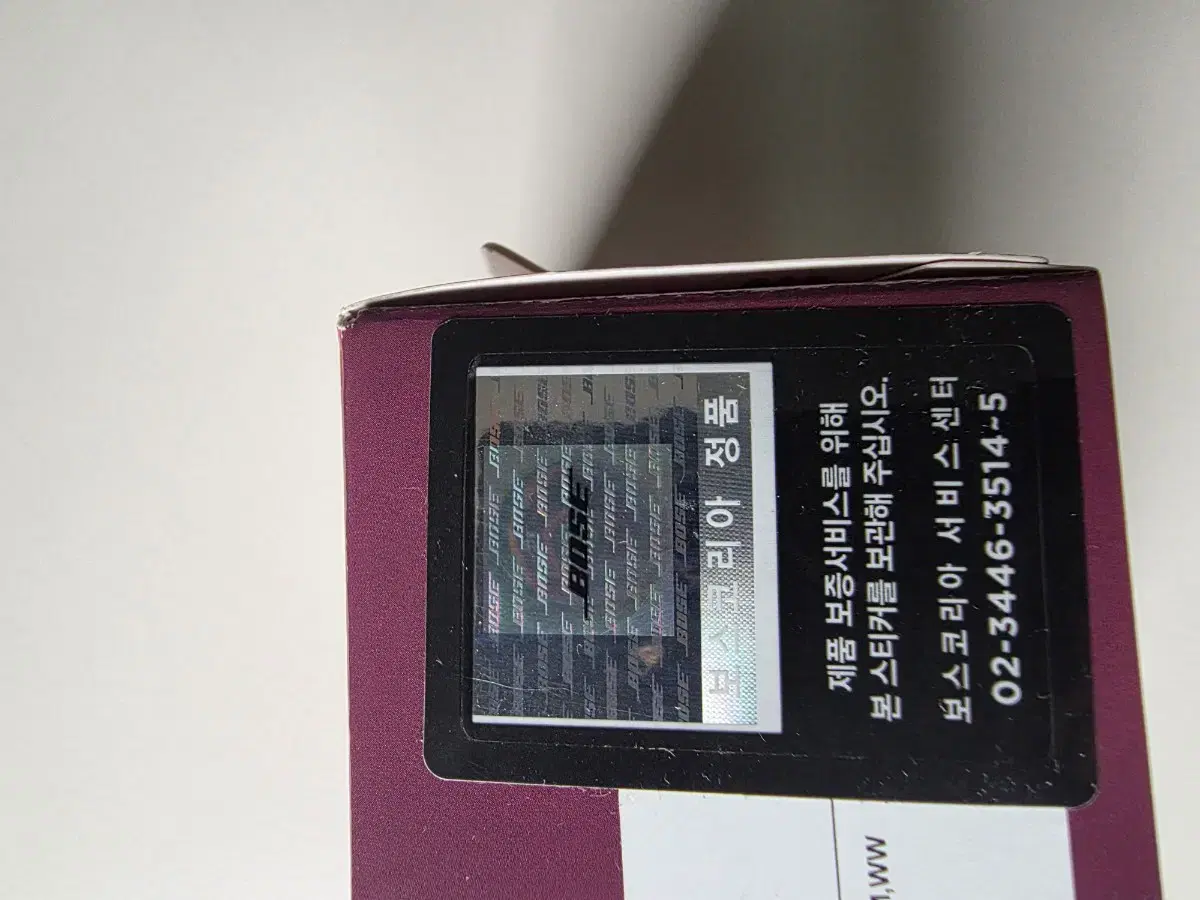 BOSE
보스코리아 정품
제품 보증서비스를 위해
본 스티커를 보관해 주십시오.
보스코리아 서비스센터
02-3446-3514~5
,WW